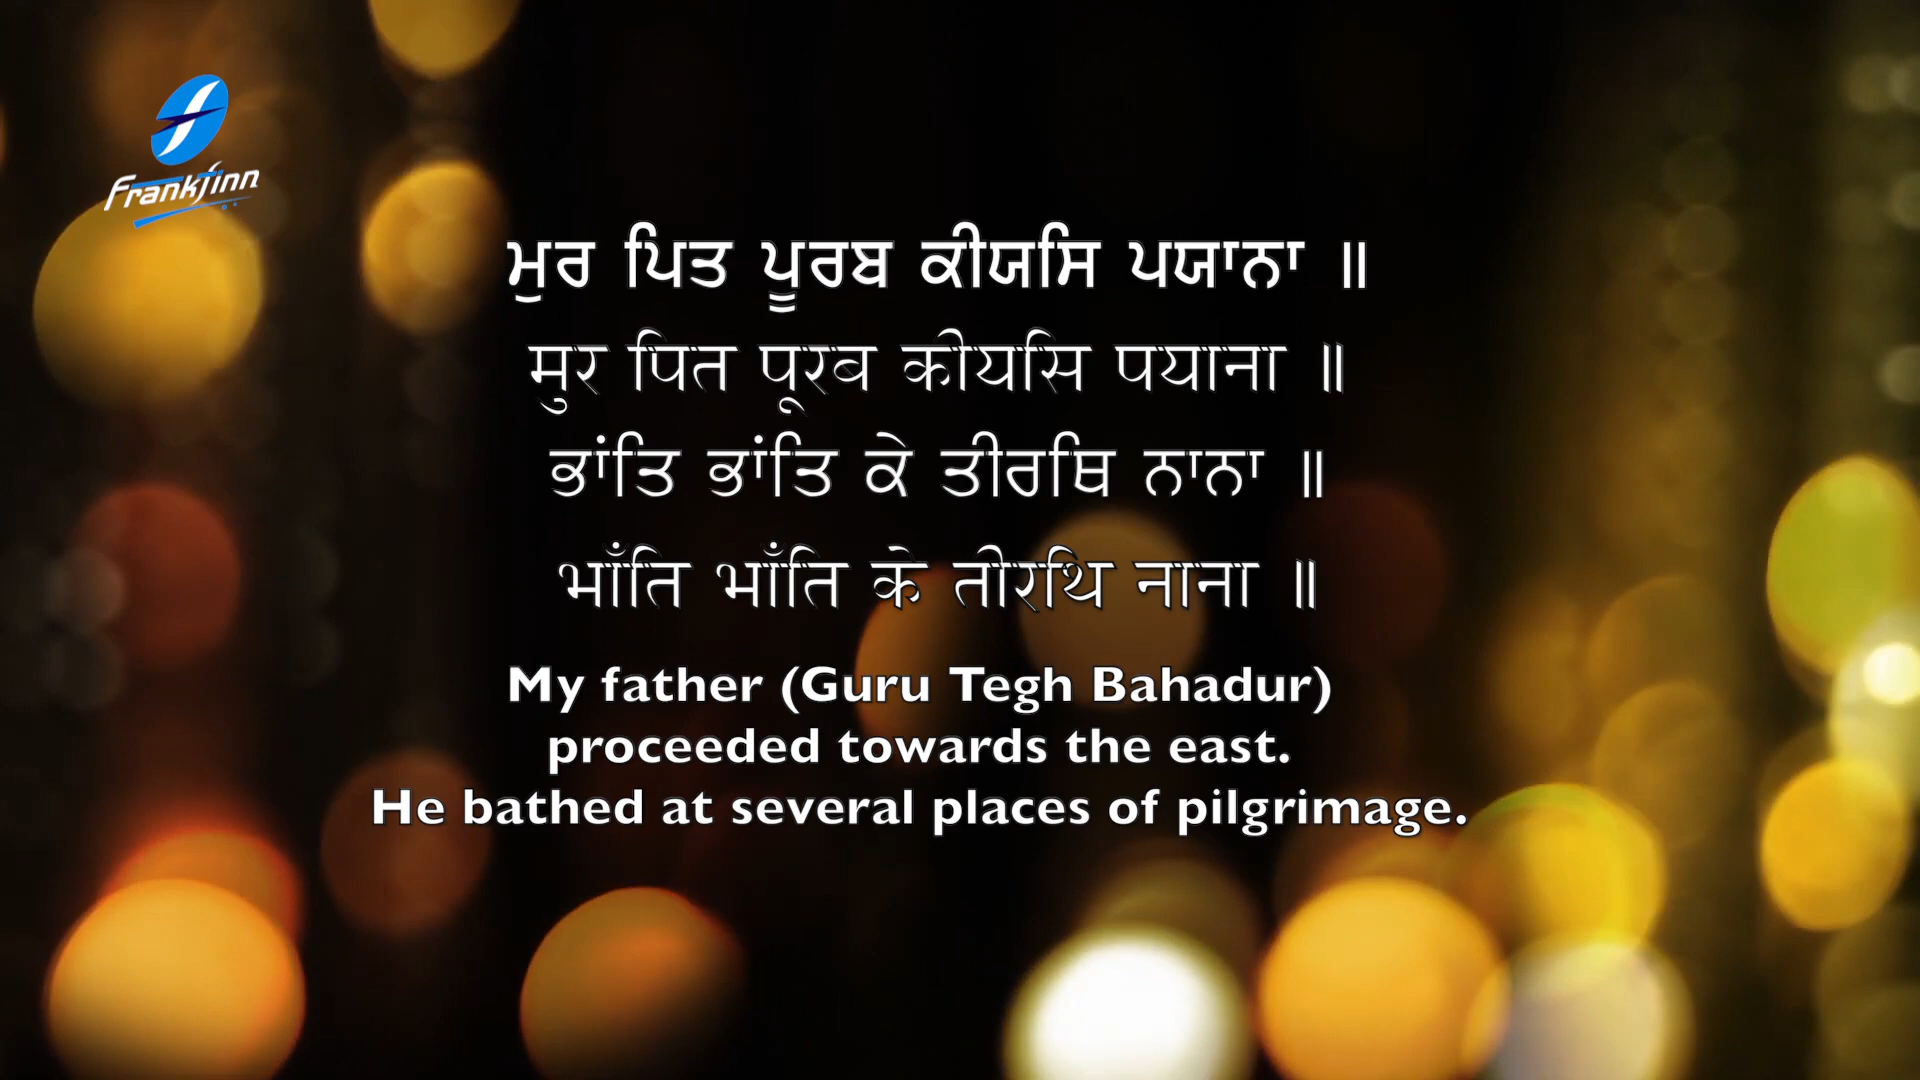 Frankfinn
ਮੁਰ ਪਿਤ ਪੂਰਬ ਕੀਯਸਿ ਪਯਾਨਾ ॥
मुर पित पूरब कीयसि पयाना ॥
ਭਾਂਤਿ ਭਾਂਤਿ ਕੇ ਤੀਰਥਿ ਨਾਨਾ ॥
भाँति भाँति के तीरथि नाना ॥
My father (Guru Tegh Bahadur)
proceeded towards the east.
He bathed at several places of pilgrimage.